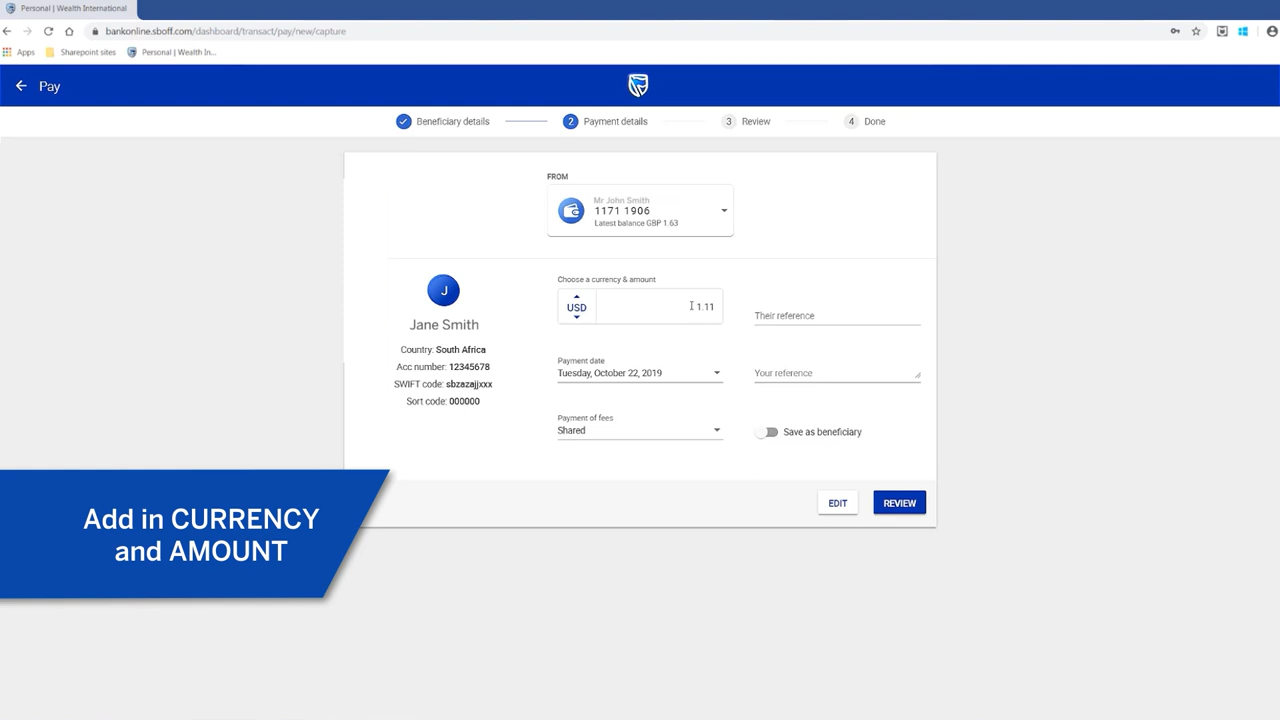 Personal | Wealth International
bankonline.sboff.com/dashboard/transact/pay/new/capture
Apps
Sharepoint sites
Personal | Wealth In...
Pay
Beneficiary details
2 Payment details
3 Review
4 Done
FROM
Mr John Smith
1171 1906
Latest balance GBP 1.63
J
Jane Smith
Country: South Africa
Acc number: 12345678
SWIFT code: sbzazajjxxx
Sort code: 000000
Choose a currency & amount
USD
1.11
Their reference
Payment date
Tuesday, October 22, 2019
Your reference
Payment of fees
Shared
Save as beneficiary
EDIT
REVIEW
Add in CURRENCY
and AMOUNT